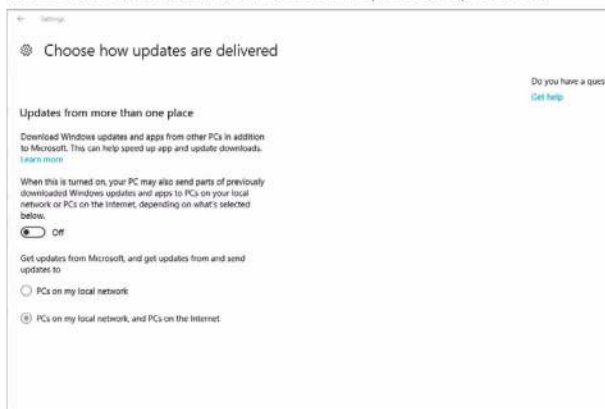 Settings
Choose how updates are delivered
Do you have a ques
Get help
Updates from more than one place
Download Windows updates and apps from other PCs in addition
to Microsoft. This can help speed up app and update downloads.
Learn more
When this is turned on, your PC may also send parts of previously
downloaded Windows updates and apps to PCs on your local
network or PCs on the Internet, depending on what's selected
below.
Off
Get updates from Microsoft, and get updates from and send
updates to
PCs on my local network
PCs on my local network, and PCs on the Internet